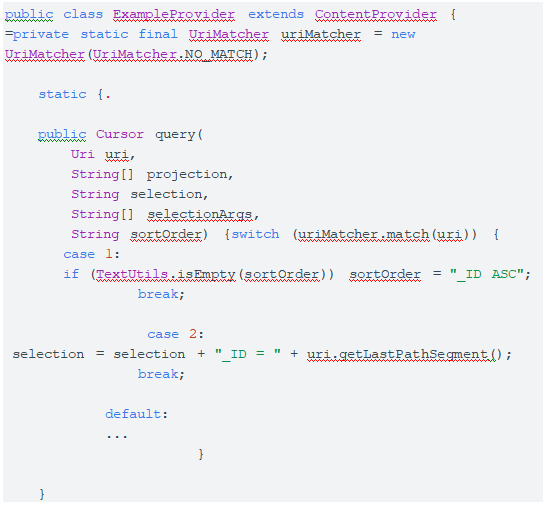 public class ExampleProvider extends ContentProvider {
=private static final UriMatcher uriMatcher = new
UriMatcher(UriMatcher.NO_MATCH);
static {.
public Cursor query(
Uri uri,
String[] projection,
String selection,
String[] selectionArgs,
String sortOrder) {switch (uriMatcher.match(uri)) {
case 1:
if (TextUtils.isEmpty(sortOrder)) sortOrder = "_ID ASC";
break;
case 2:
selection = selection + "_ID = " + uri.getLastPathSegment();
break;
default:
...
}
}